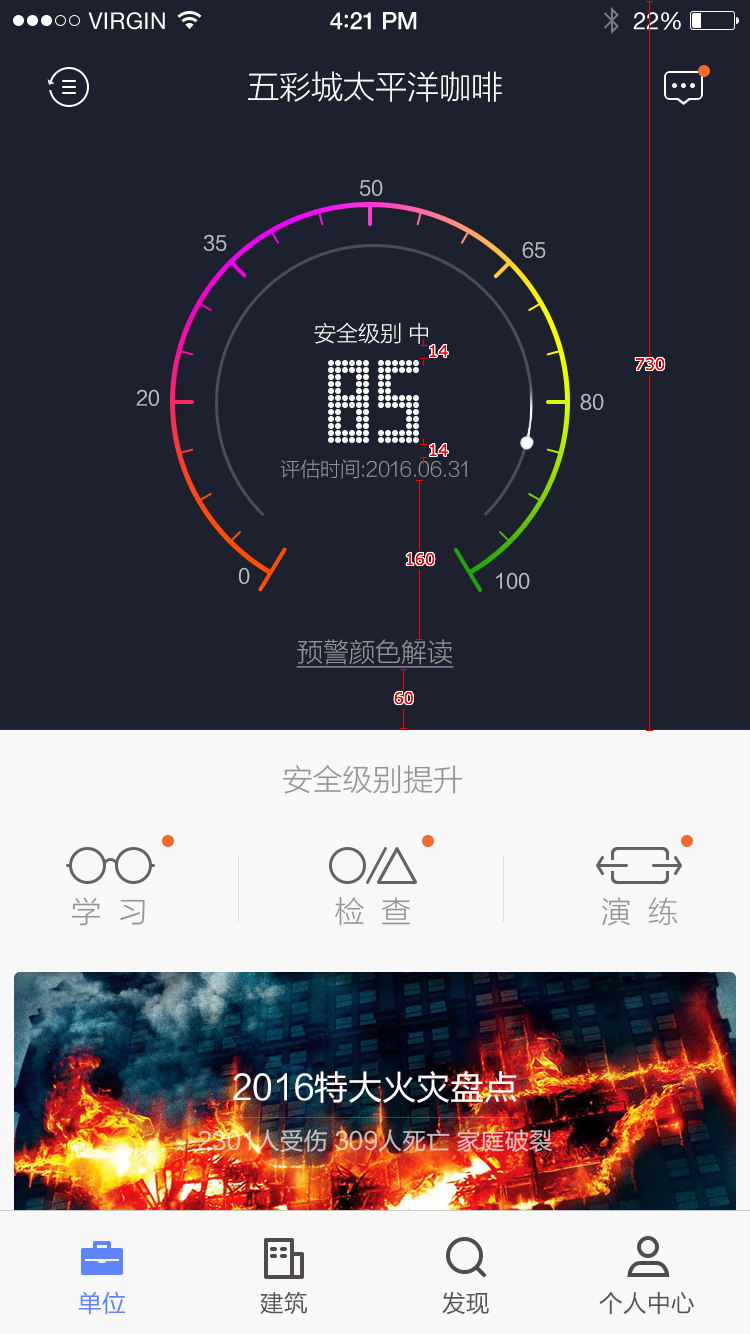 VIRGIN 4:21 PM 22%
五彩城太平洋咖啡
50
35
65
安全级别 中
14
730
85
20
80
14
评估时间:2016.06.31
160
0
100
预警颜色解读
60
安全级别提升
学习 检查 演练
2016特大火灾盘点
2301人受伤 309人死亡 家庭破裂
单位 建筑 发现 个人中心